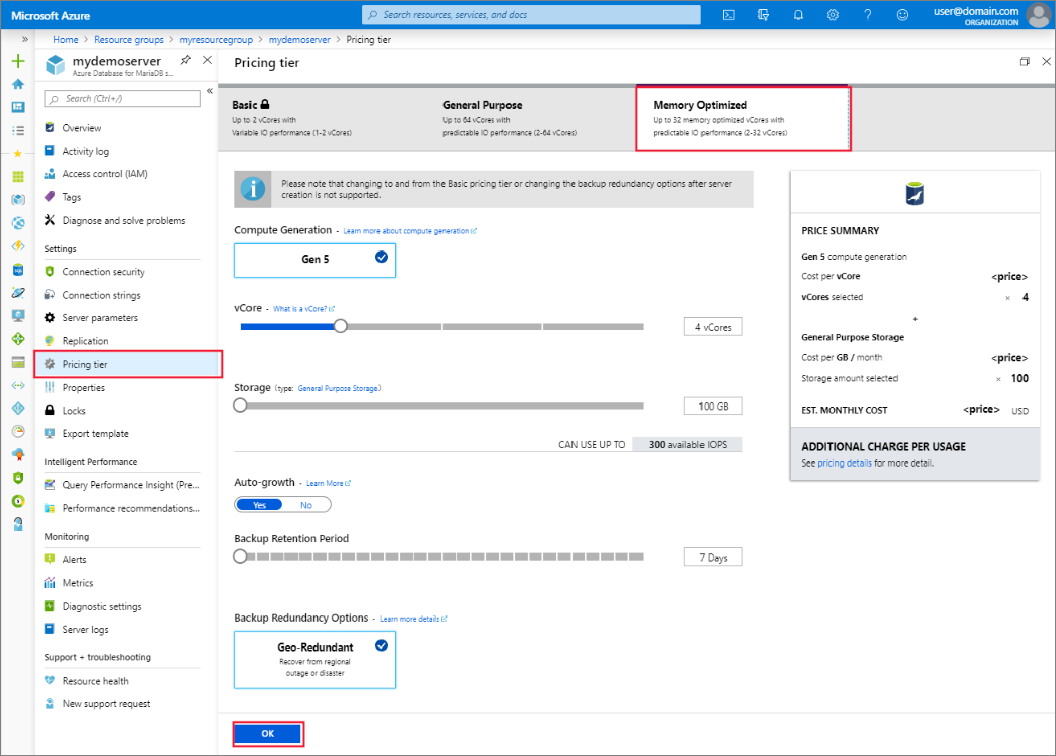 Microsoft Azure
Search resources, services, and docs
user@domain.com
ORGANIZATION
Home > Resource groups > myresourcegroup > mydemoserver > Pricing tier
mydemoserver
Azure Database for MariaDB s...
Search (Ctrl+/)
Overview
Activity log
Access control (IAM)
Tags
Diagnose and solve problems
Settings
Connection security
Connection strings
Server parameters
Replication
Pricing tier
Properties
Locks
Export template
Intelligent Performance
Query Performance Insight (Pre...
Performance recommendations...
Monitoring
Alerts
Metrics
Diagnostic settings
Server logs
Support + troubleshooting
Resource health
New support request
Pricing tier
Basic
Up to 2 vCores with
Variable IO performance (1-2 vCores)
General Purpose
Up to 64 vCores with
predictable IO performance (2-64 vCores)
Memory Optimized
Up to 32 memory optimized vCores with
predictable IO performance (2-32 vCores)
Please note that changing to and from the Basic pricing tier or changing the backup redundancy options after server
creation is not supported.
Compute Generation - Learn more about compute generation
Gen 5
vCore - What is a vCore?
4 vCores
Storage (type: General Purpose Storage)
100 GB
CAN USE UP TO 300 available IOPS
Auto-growth - Learn More
Yes No
Backup Retention Period
7 Days
Backup Redundancy Options - Learn more details
Geo-Redundant
Recover from regional
outage or disaster
OK
PRICE SUMMARY
Gen 5 compute generation
Cost per vCore <price>
vCores selected × 4
+
General Purpose Storage
Cost per GB / month <price>
Storage amount selected × 100
EST. MONTHLY COST <price> USD
ADDITIONAL CHARGE PER USAGE
See pricing details for more detail.